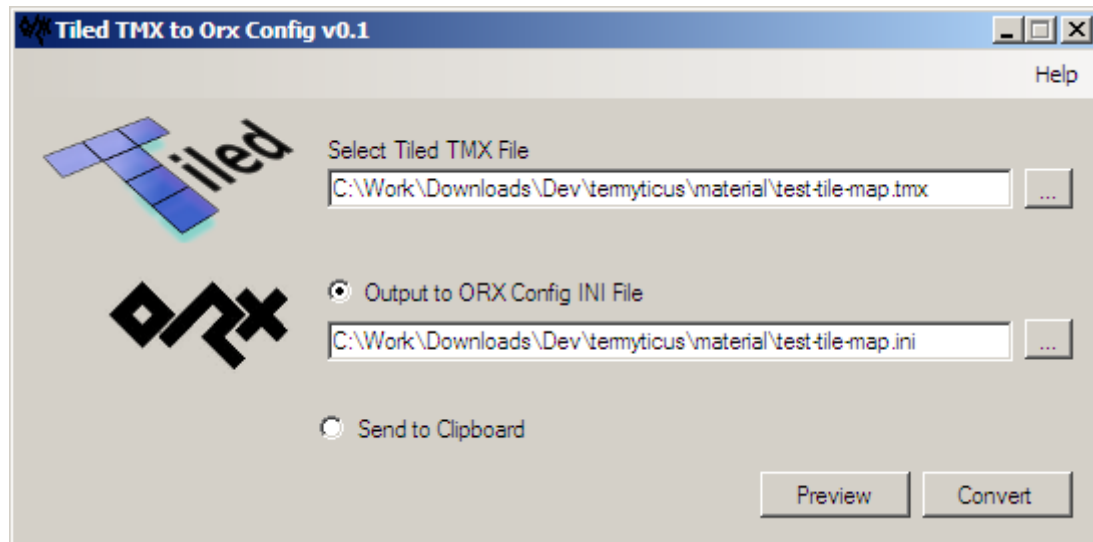 Tiled TMX to Orx Config v0.1
Help
Tiled
Select Tiled TMX File
C:\Work\Downloads\Dev\termyticus\material\test-tile-map.tmx
...
orx
Output to ORX Config INI File
C:\Work\Downloads\Dev\termyticus\material\test-tile-map.ini
...
Send to Clipboard
Preview Convert